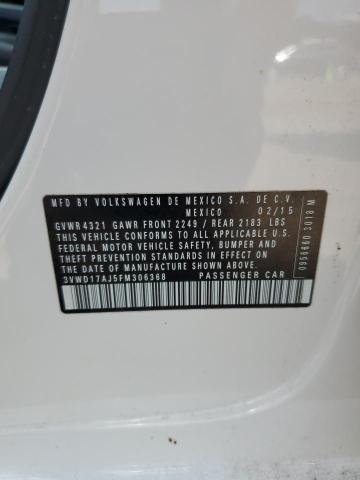 MFD BY VOLKSWAGEN DE MEXICO S.A. DE C.V.
MEXICO 02/15
GVWR 4321 GAWR FRONT 2249 / REAR 2183 LBS
THIS VEHICLE CONFORMS TO ALL APPLICABLE U.S.
FEDERAL MOTOR VEHICLE SAFETY, BUMPER AND
THEFT PREVENTION STANDARDS IN EFFECT ON
THE DATE OF MANUFACTURE SHOWN ABOVE
3VWD17AJ5FM306368 PASSENGER CAR
0956660 3018 M